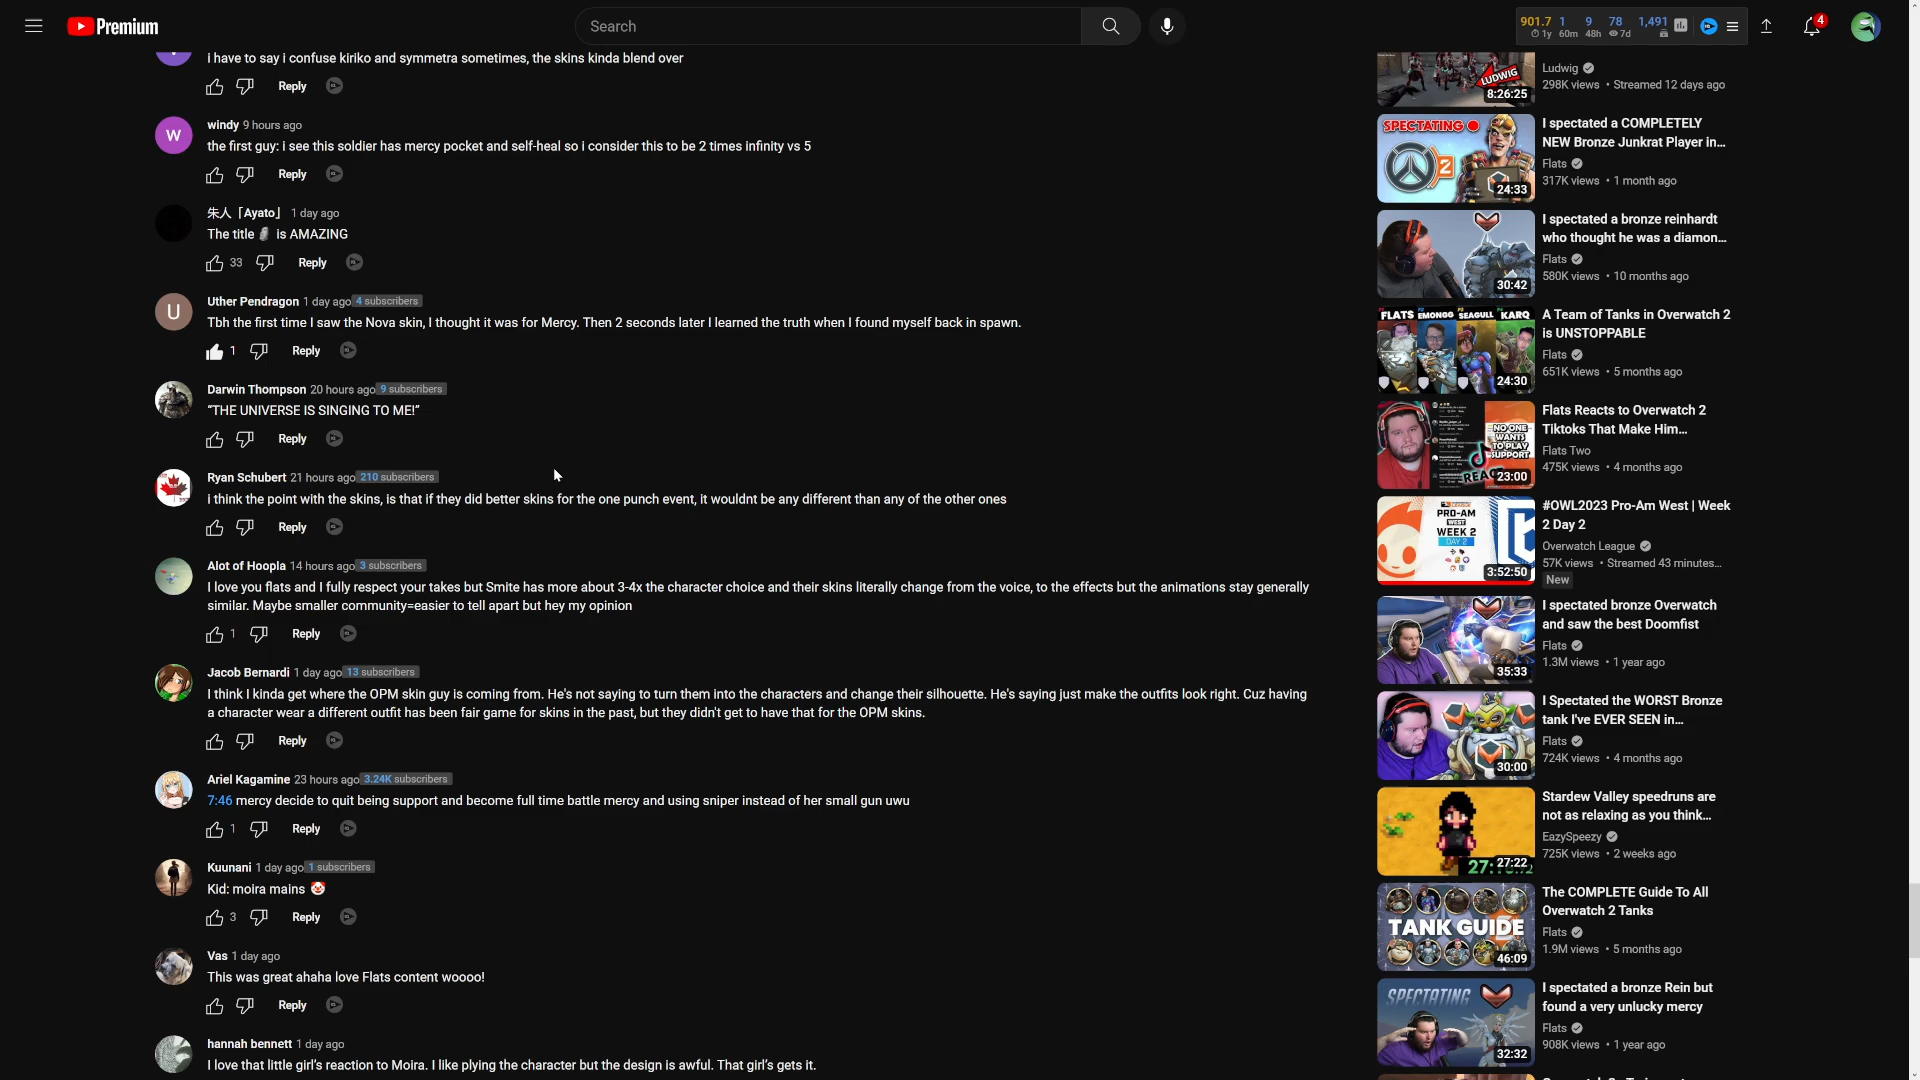 Premium
Search
901.7 1 9 78 1,491
1y 60m 48h 7d
4
i have to say i confuse kiriko and symmetra sometimes, the skins kinda blend over
Reply
W
windy 9 hours ago
the first guy: i see this soldier has mercy pocket and self-heal so i consider this to be 2 times infinity vs 5
Reply
朱人「Ayato」 1 day ago
The title 🗿 is AMAZING
33 Reply
U
Uther Pendragon 1 day ago 4 subscribers
Tbh the first time I saw the Nova skin, I thought it was for Mercy. Then 2 seconds later I learned the truth when I found myself back in spawn.
1 Reply
Darwin Thompson 20 hours ago 9 subscribers
"THE UNIVERSE IS SINGING TO ME!"
Reply
Ryan Schubert 21 hours ago 210 subscribers
i think the point with the skins, is that if they did better skins for the one punch event, it wouldnt be any different than any of the other ones
Reply
Alot of Hoopla 14 hours ago 3 subscribers
I love you flats and I fully respect your takes but Smite has more about 3-4x the character choice and their skins literally change from the voice, to the effects but the animations stay generally
similar. Maybe smaller community=easier to tell apart but hey my opinion
1 Reply
Jacob Bernardi 1 day ago 13 subscribers
I think I kinda get where the OPM skin guy is coming from. He's not saying to turn them into the characters and change their silhouette. He's saying just make the outfits look right. Cuz having
a character wear a different outfit has been fair game for skins in the past, but they didn't get to have that for the OPM skins.
Reply
Ariel Kagamine 23 hours ago 3.24K subscribers
7:46 mercy decide to quit being support and become full time battle mercy and using sniper instead of her small gun uwu
1 Reply
Kuunani 1 day ago 1 subscribers
Kid: moira mains 🤡
3 Reply
Vas 1 day ago
This was great ahaha love Flats content woooo!
Reply
hannah bennett 1 day ago
I love that little girl's reaction to Moira. I like plying the character but the design is awful. That girl's gets it.
LUDWIG
8:26:25
Ludwig
298K views • Streamed 12 days ago
SPECTATING
2
24:33
I spectated a COMPLETELY
NEW Bronze Junkrat Player in...
Flats
317K views • 1 month ago
30:42
I spectated a bronze reinhardt
who thought he was a diamon...
Flats
580K views • 10 months ago
FLATS EMONGG SEAGULL KARQ
24:30
A Team of Tanks in Overwatch 2
is UNSTOPPABLE
Flats
651K views • 5 months ago
NO ONE
WANTS
TO PLAY
SUPPORT
REAC
23:00
Flats Reacts to Overwatch 2
Tiktoks That Make Him...
Flats Two
475K views • 4 months ago
PRO-AM
WEST
WEEK 2
DAY 2
3:52:50
#OWL2023 Pro-Am West | Week
2 Day 2
Overwatch League
57K views • Streamed 43 minutes...
New
35:33
I spectated bronze Overwatch
and saw the best Doomfist
Flats
1.3M views • 1 year ago
30:00
I Spectated the WORST Bronze
tank I've EVER SEEN in...
Flats
724K views • 4 months ago
27:22
Stardew Valley speedruns are
not as relaxing as you think...
EazySpeezy
725K views • 2 weeks ago
TANK GUIDE
46:09
The COMPLETE Guide To All
Overwatch 2 Tanks
Flats
1.9M views • 5 months ago
SPECTATING
32:32
I spectated a bronze Rein but
found a very unlucky mercy
Flats
908K views • 1 year ago